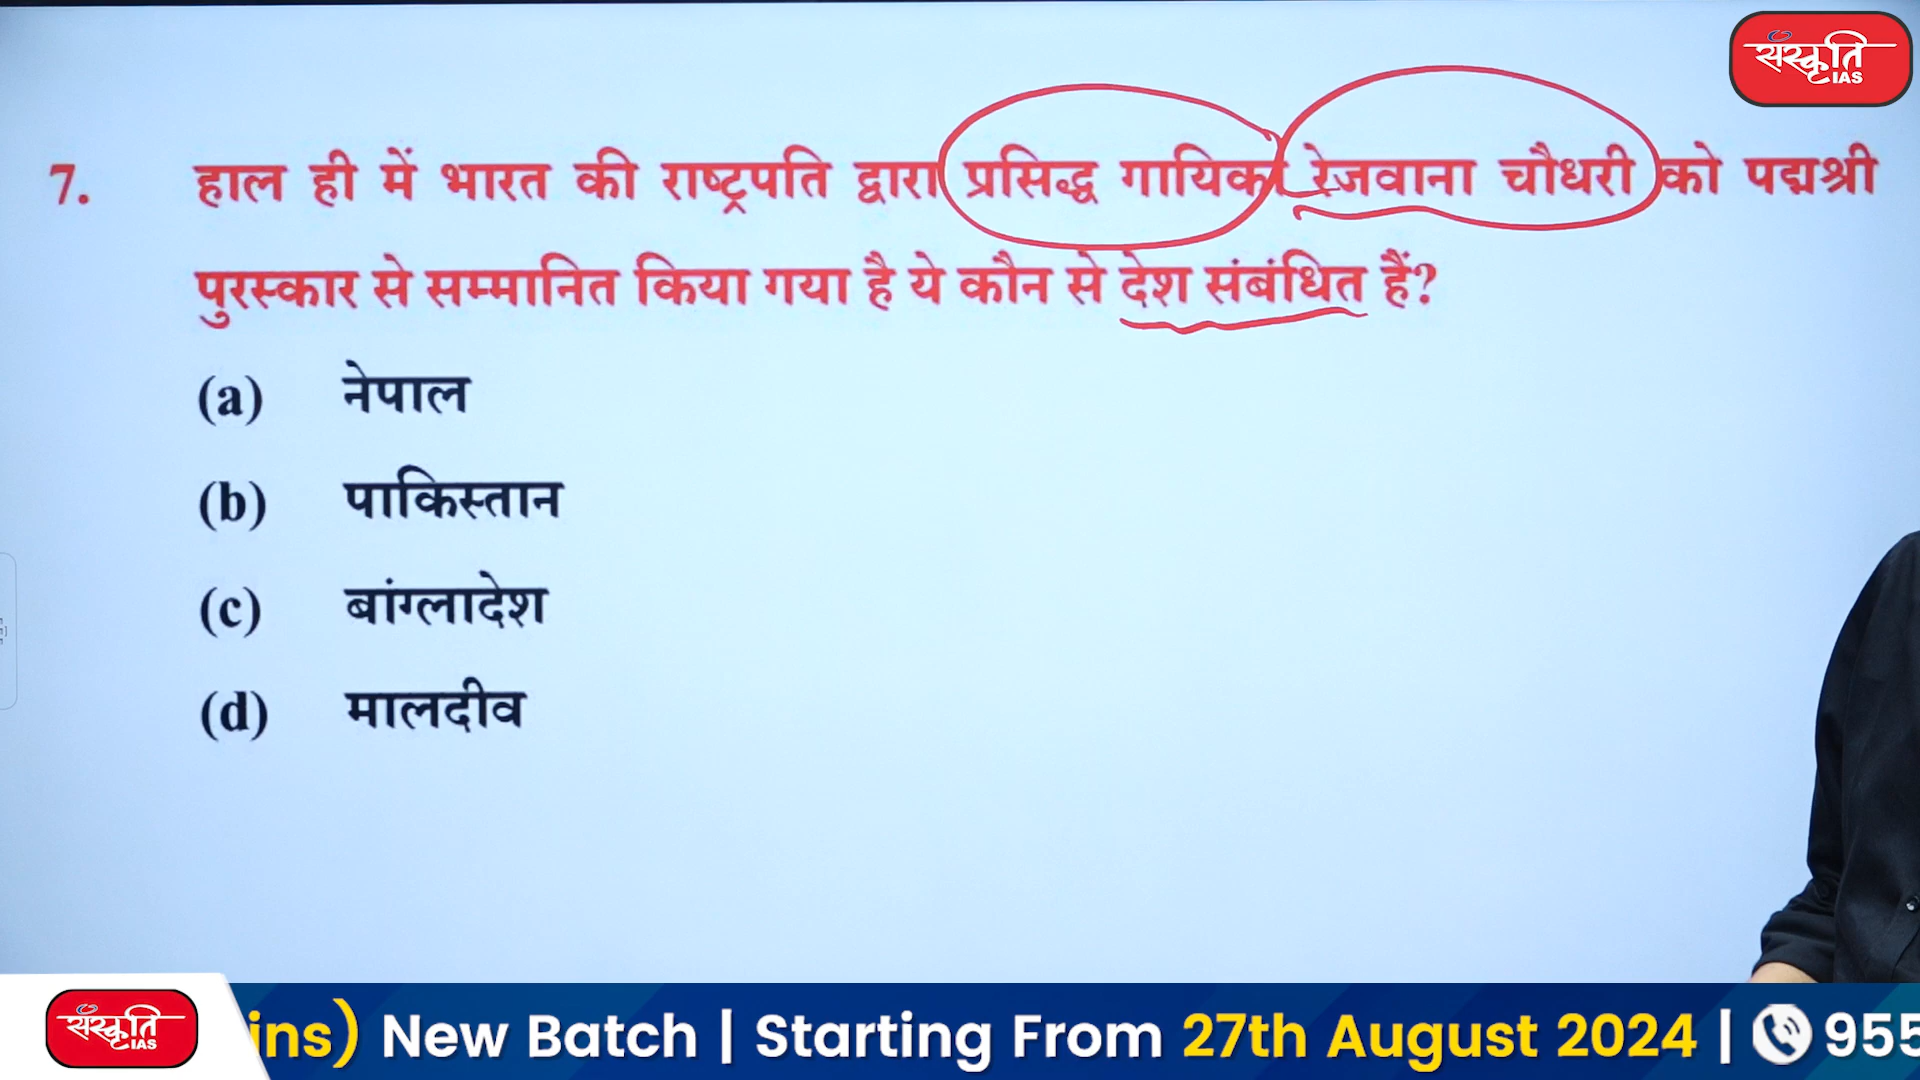 संस्कृति
IAS
7. हाल ही में भारत की राष्ट्रपति द्वारा प्रसिद्ध गायिका रेजवाना चौधरी को पद्मश्री
पुरस्कार से सम्मानित किया गया है ये कौन से देश संबंधित हैं?
(a) नेपाल
(b) पाकिस्तान
(c) बांग्लादेश
(d) मालदीव
संस्कृति
IAS
ins) New Batch | Starting From 27th August 2024 | 955